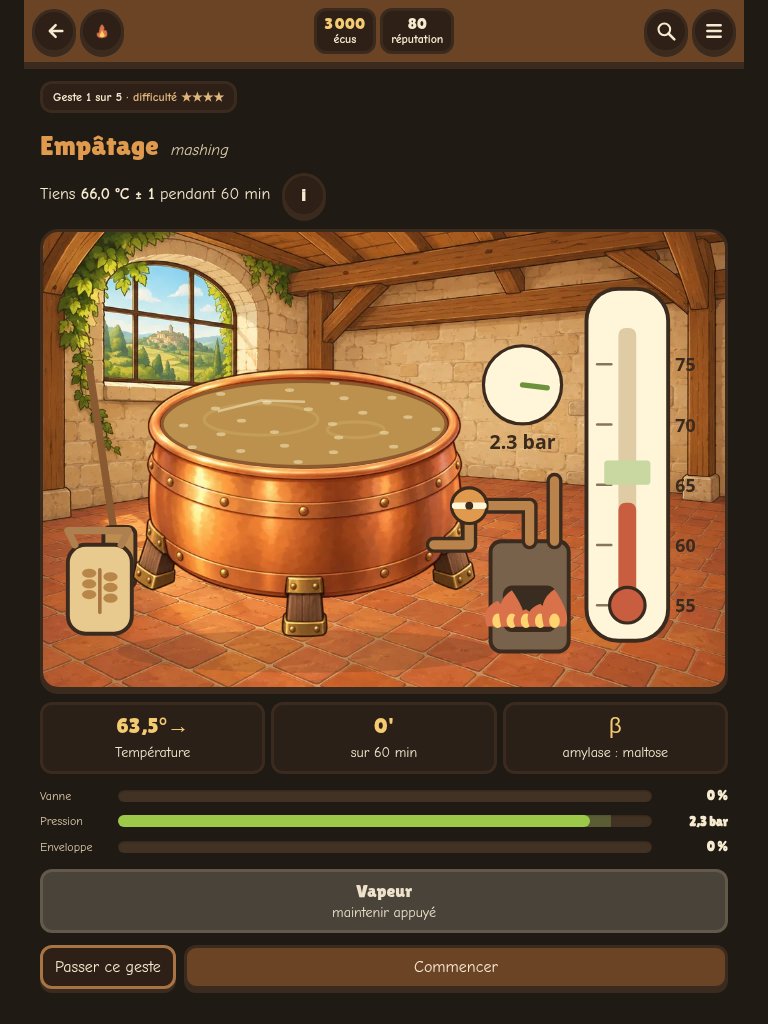 3 000
écus
80
réputation
Geste 1 sur 5 · difficulté ★★★★
Empâtage mashing
Tiens 66,0 °C ± 1 pendant 60 min i
75
70
65
60
55
2.3 bar
63,5° →
Température
0'
sur 60 min
β
amylase : maltose
Vanne 0 %
Pression 2,3 bar
Enveloppe 0 %
Vapeur
maintenir appuyé
Passer ce geste
Commencer